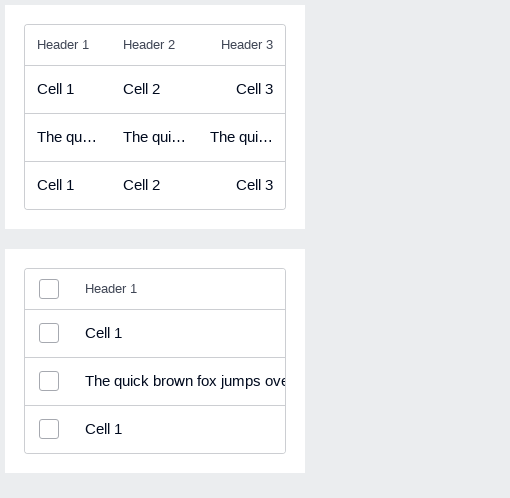 Header 1 Header 2 Header 3
Cell 1 Cell 2 Cell 3
The qu... The qui... The qui...
Cell 1 Cell 2 Cell 3
Header 1
Cell 1
The quick brown fox jumps ove
Cell 1